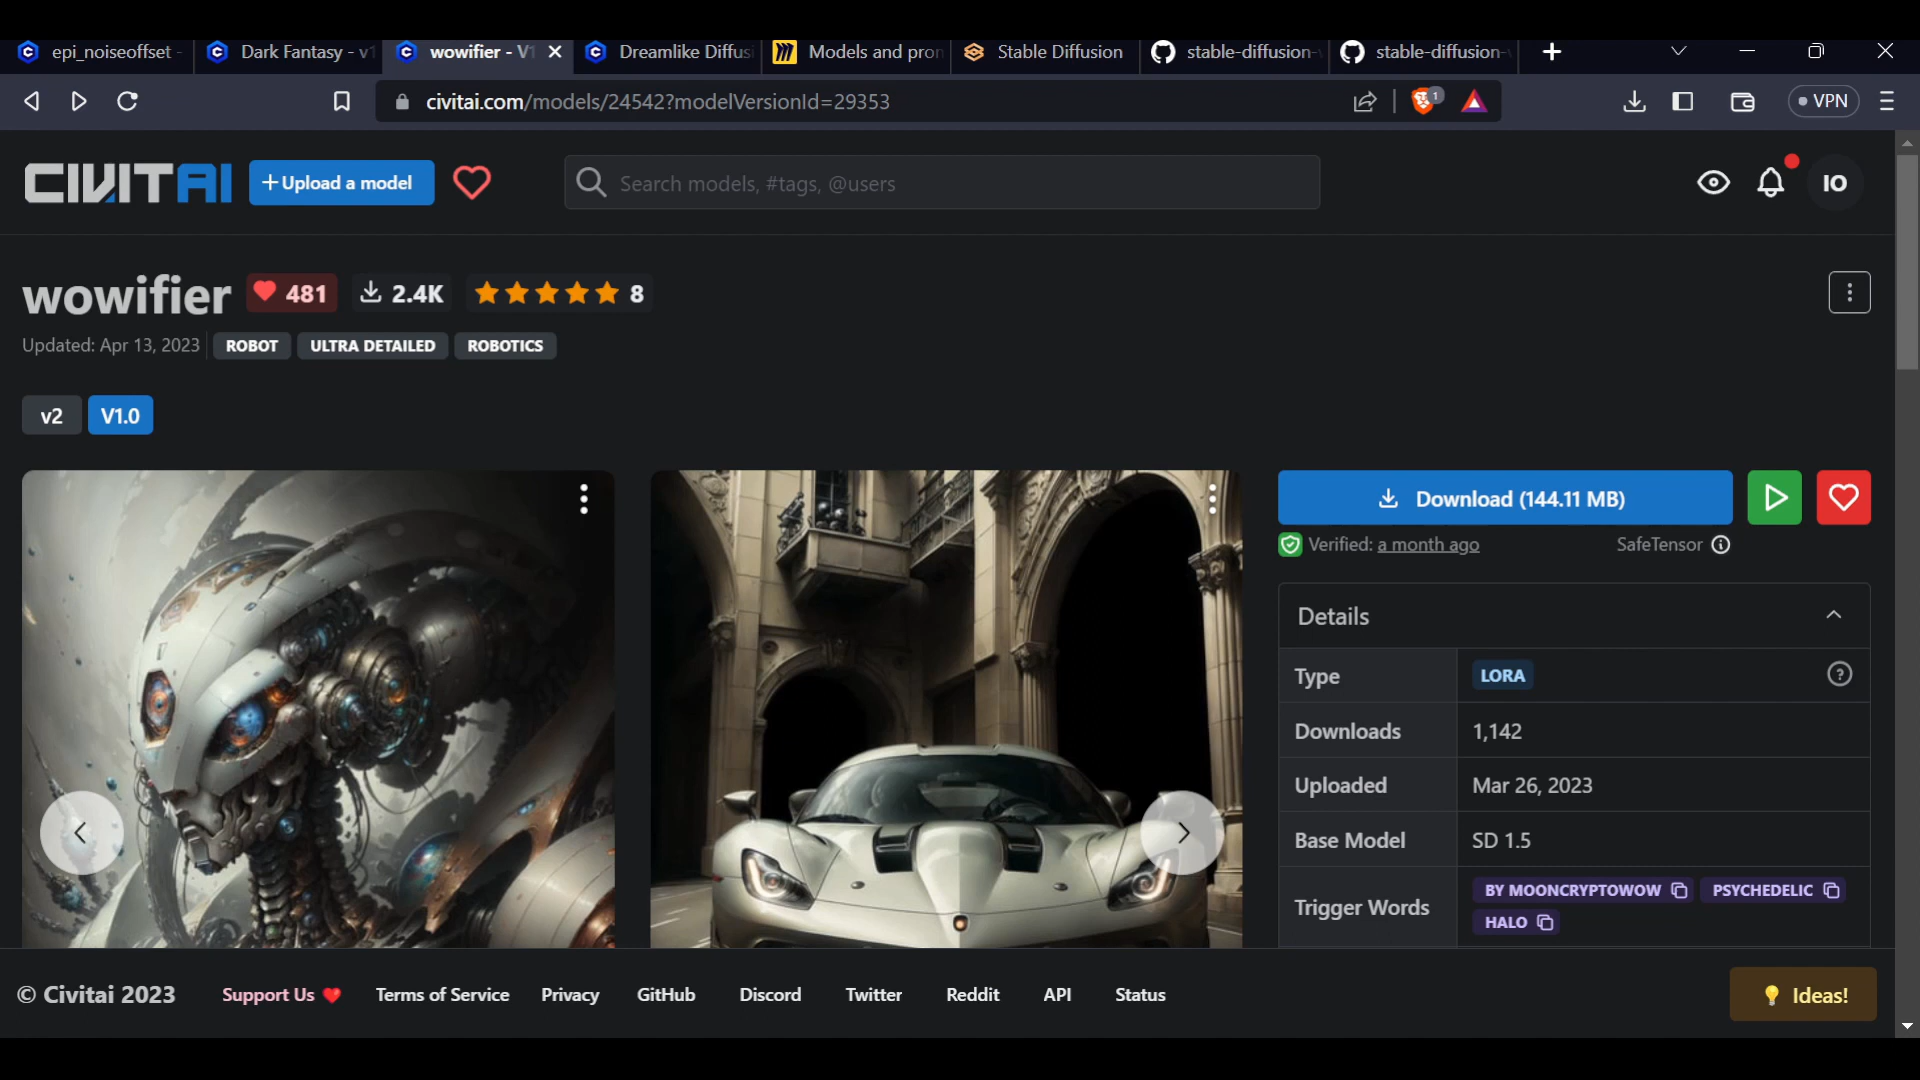 epi_noiseoffset - Dark Fantasy - v1 wowifier - V1 Dreamlike Diffus Models and pron Stable Diffusion stable-diffusion- stable-diffusion-
civitai.com/models/24542?modelVersionId=29353 1 VPN
CIVITAI +Upload a model Search models, #tags, @users IO
wowifier 481 2.4K 8
Updated: Apr 13, 2023 ROBOT ULTRA DETAILED ROBOTICS
v2 V1.0
Download (144.11 MB)
Verified: a month ago SafeTensor
Details
Type LORA
Downloads 1,142
Uploaded Mar 26, 2023
Base Model SD 1.5
Trigger Words BY MOONCRYPTOWOW PSYCHEDELIC
HALO
© Civitai 2023 Support Us Terms of Service Privacy GitHub Discord Twitter Reddit API Status Ideas!